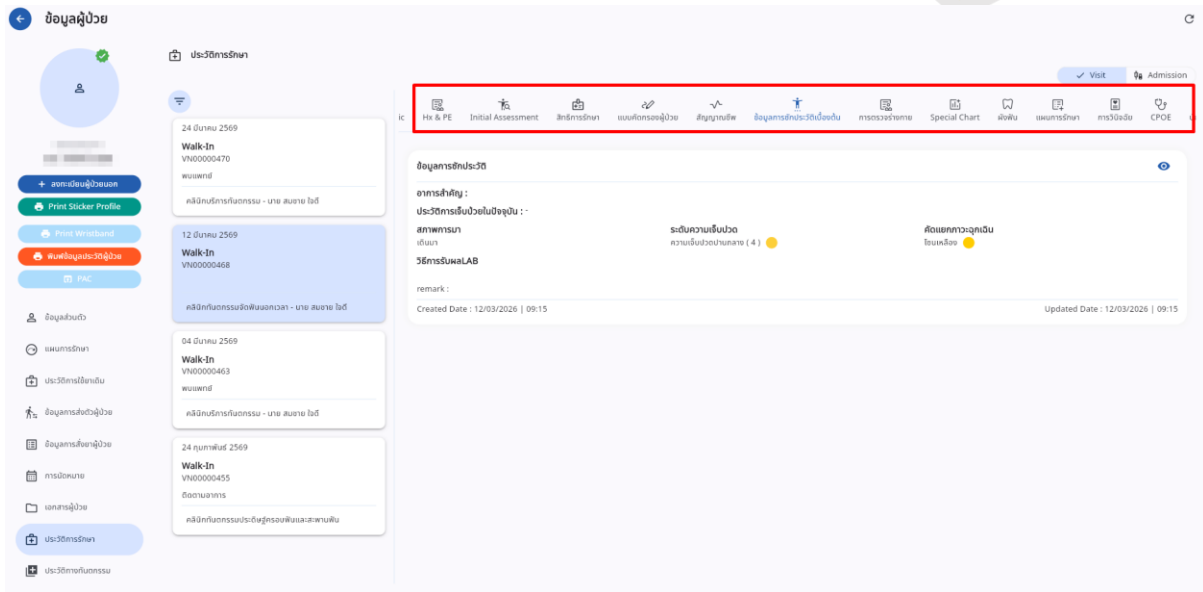 ข้อมูลผู้ป่วย
ประวัติการรักษา
Visit
Admission
+ ลงทะเบียนผู้ป่วยนอก
Print Sticker Profile
Print Wristband
พิมพ์ข้อมูลประวัติผู้ป่วย
PAC
ข้อมูลส่วนตัว
แผนการรักษา
ประวัติการใช้ยาเดิม
ข้อมูลการส่งตัวผู้ป่วย
ข้อมูลการสั่งยาผู้ป่วย
การนัดหมาย
เอกสารผู้ป่วย
ประวัติการรักษา
ประวัติทางทันตกรรม
24 มีนาคม 2569
Walk-In
VN00000470
พบแพทย์
คลินิกบริการทันตกรรม - นาย สมชาย ใจดี
12 มีนาคม 2569
Walk-In
VN00000468
คลินิกทันตกรรมจัดฟันนอกเวลา - นาย สมชาย ใจดี
04 มีนาคม 2569
Walk-In
VN00000463
พบแพทย์
คลินิกบริการทันตกรรม - นาย สมชาย ใจดี
24 กุมภาพันธ์ 2569
Walk-In
VN00000455
ติดตามอาการ
คลินิกทันตกรรมประดิษฐ์ครอบฟันและสะพานฟัน
ic
Hx & PE
Initial Assessment
สิทธิการรักษา
แบบคัดกรองผู้ป่วย
สัญญาณชีพ
ข้อมูลการซักประวัติเบื้องต้น
การตรวจร่างกาย
Special Chart
ผังฟัน
แผนการรักษา
การวินิจฉัย
CPOE
ข้อมูลการซักประวัติ
อาการสำคัญ :
ประวัติการเจ็บป่วยในปัจจุบัน : -
สภาพการมา
เดินมา
ระดับความเจ็บปวด
ความเจ็บปวดปานกลาง ( 4 )
คัดแยกภาวะฉุกเฉิน
โซนเหลือง
วิธีการรับผลLAB
remark :
Created Date : 12/03/2026 | 09:15
Updated Date : 12/03/2026 | 09:15